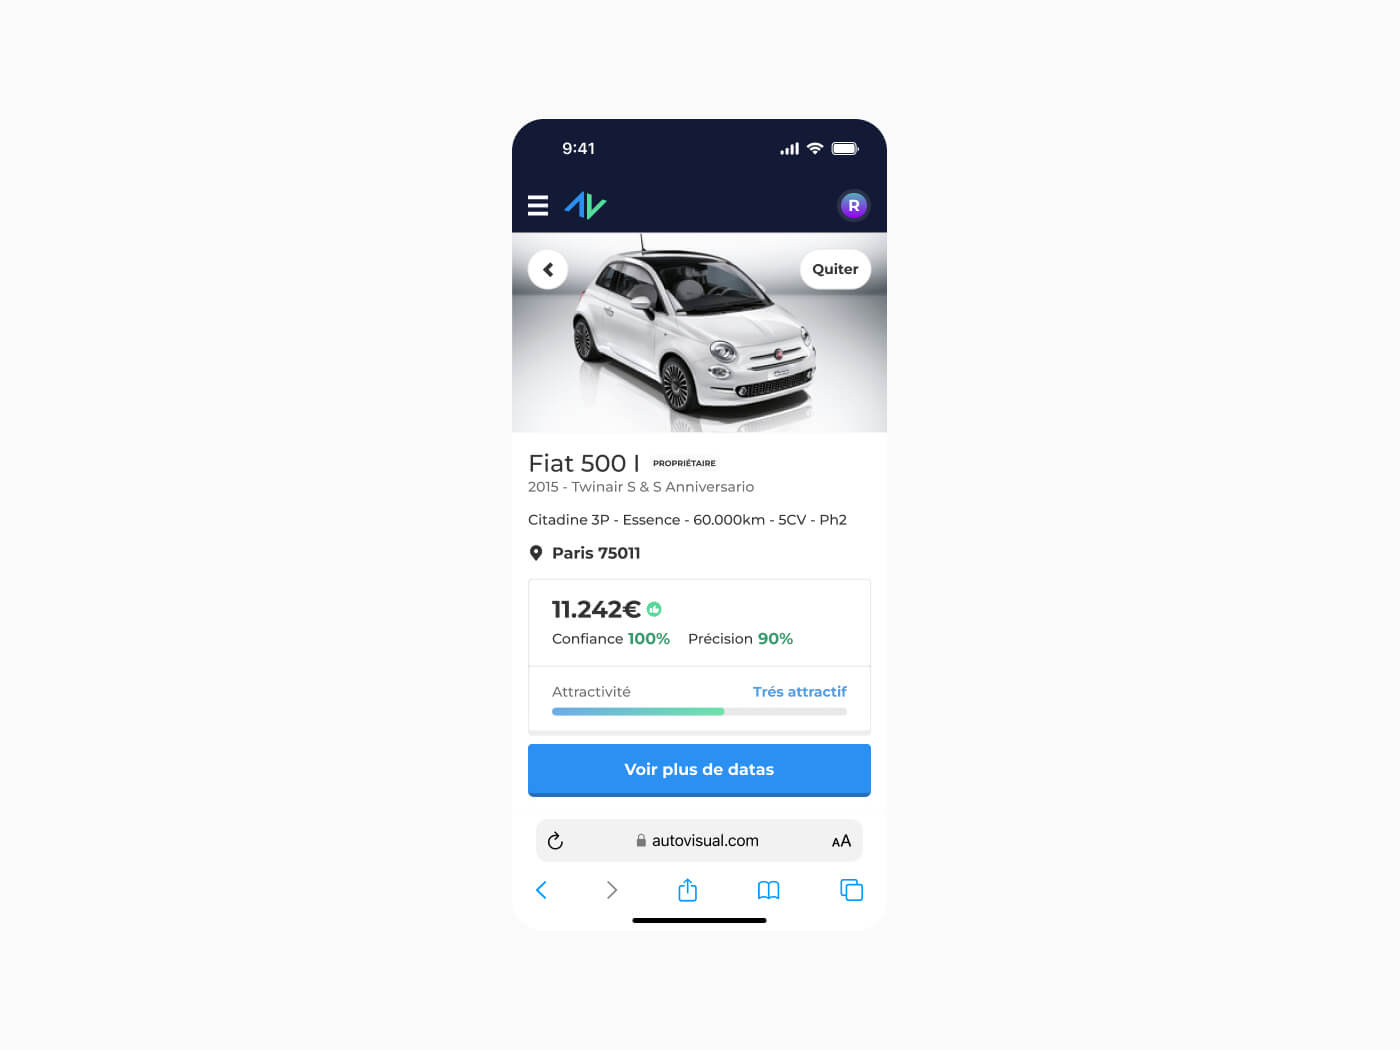 9:41
R
Quiter
Fiat 500 I PROPRIÉTAIRE
2015 - Twinair S & S Anniversario
Citadine 3P - Essence - 60.000km - 5CV - Ph2
Paris 75011
11.242€
Confiance 100% Précision 90%
Attractivité Trés attractif
Voir plus de datas
autovisual.com AA